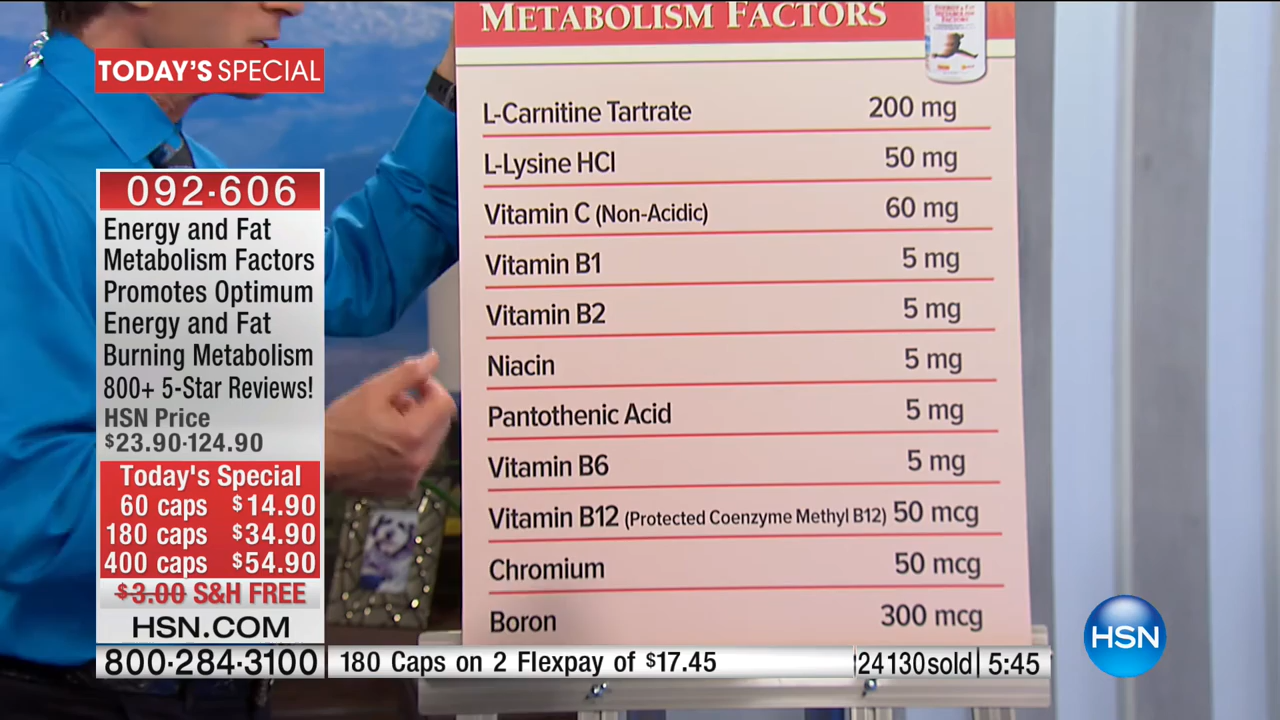 METABOLISM FACTORS
L-Carnitine Tartrate 200 mg
L-Lysine HCl 50 mg
Vitamin C (Non-Acidic) 60 mg
Vitamin B1 5 mg
Vitamin B2 5 mg
Niacin 5 mg
Pantothenic Acid 5 mg
Vitamin B6 5 mg
Vitamin B12 (Protected Coenzyme Methyl B12) 50 mcg
Chromium 50 mcg
Boron 300 mcg
TODAY'S SPECIAL
092-606
Energy and Fat
Metabolism Factors
Promotes Optimum
Energy and Fat
Burning Metabolism
800+ 5-Star Reviews!
HSN Price
$23.90-124.90
Today's Special
60 caps $14.90
180 caps $34.90
400 caps $54.90
$3.00 S&H FREE
HSN.COM
800-284-3100 180 Caps on 2 Flexpay of $17.45 24130sold 5:45
HSN